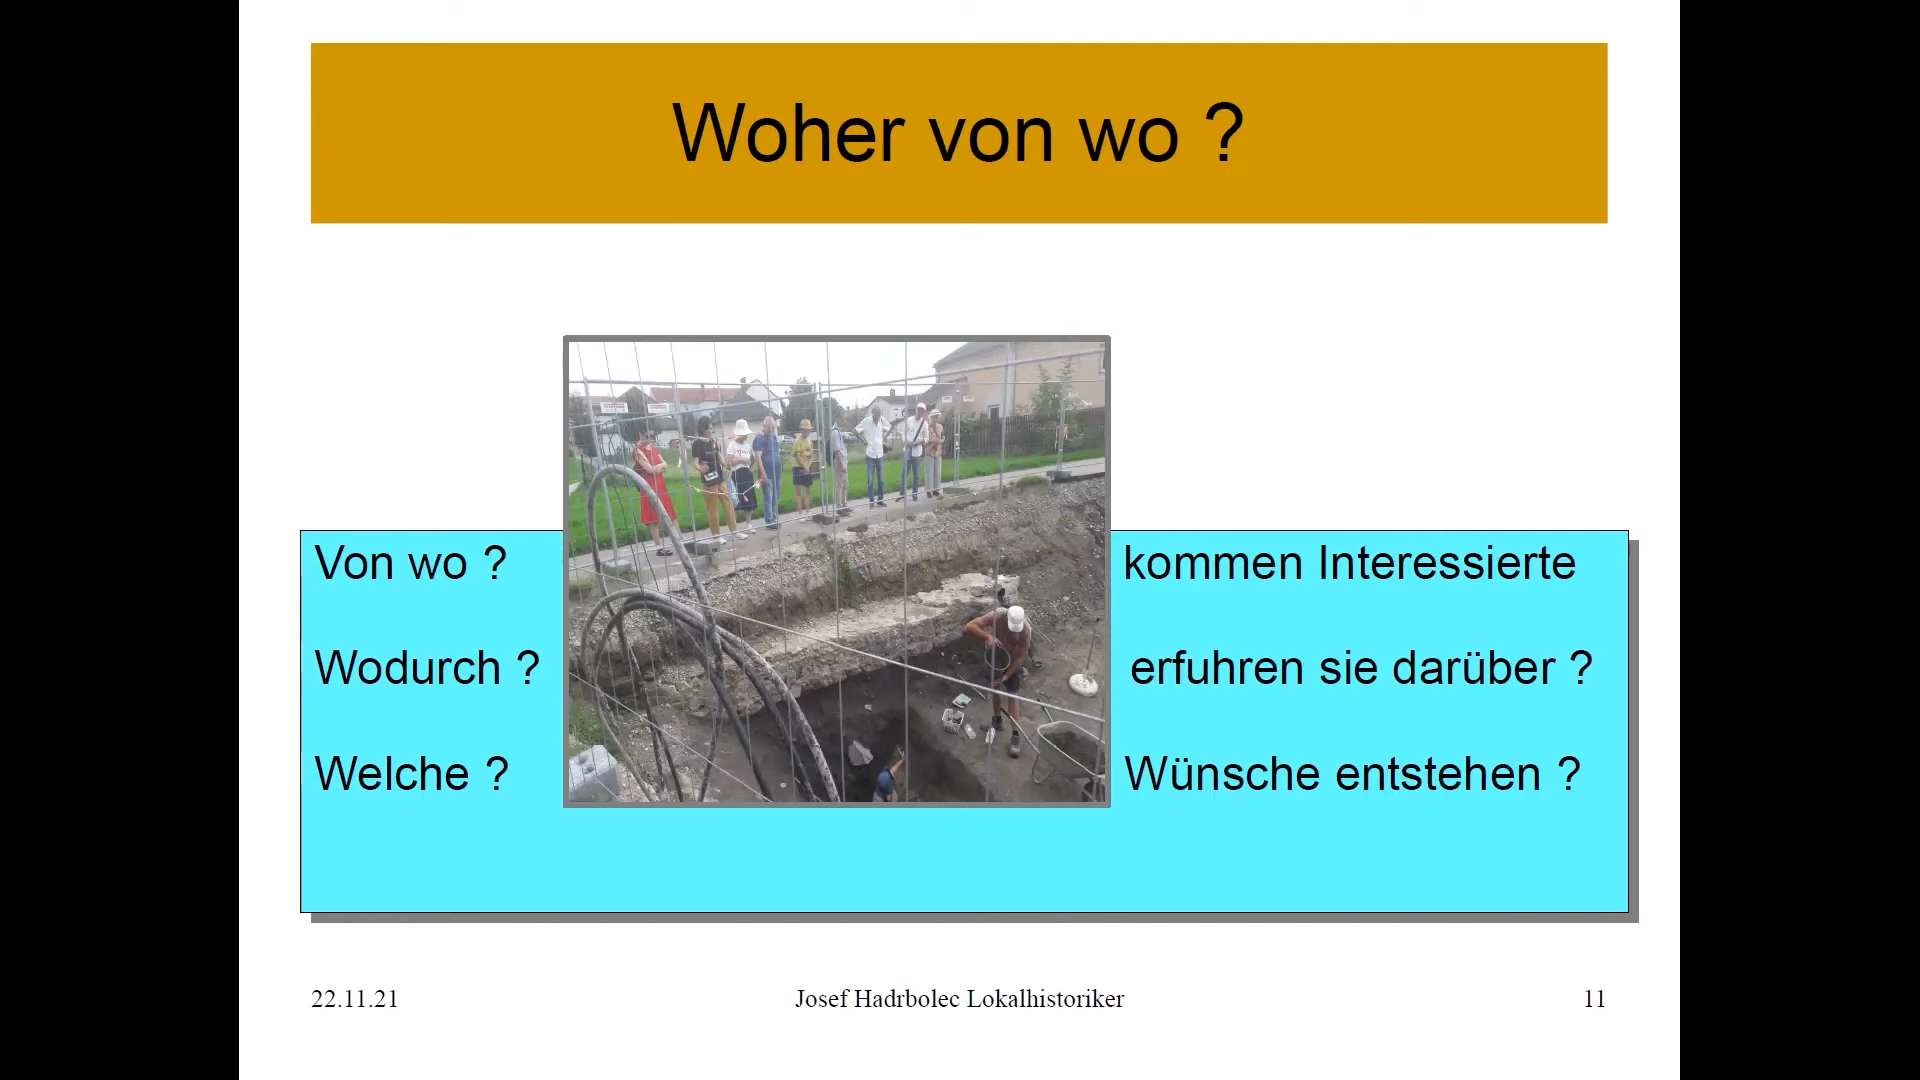 Woher von wo ?
Von wo ? kommen Interessierte
Wodurch ? erfuhren sie darüber ?
Welche ? Wünsche entstehen ?
22.11.21 Josef Hadrbolec Lokalhistoriker 11